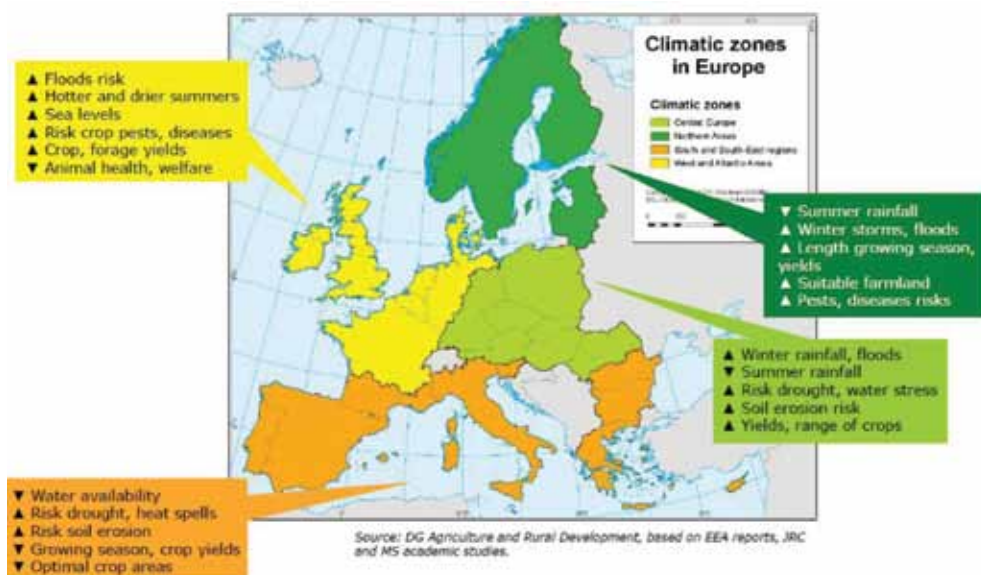 Climatic zones
in Europe
Climatic zones
Central Europe
Northern Areas
South and South-East regions
West and Atlantic Areas
▲ Floods risk
▲ Hotter and drier summers
▲ Sea levels
▲ Risk crop pests, diseases
▲ Crop, forage yields
▼ Animal health, welfare
▼ Summer rainfall
▲ Winter storms, floods
▲ Length growing season,
yields
▲ Suitable farmland
▲ Pests, diseases risks
▲ Winter rainfall, floods
▼ Summer rainfall
▲ Risk drought, water stress
▲ Soil erosion risk
▲ Yields, range of crops
▼ Water availability
▲ Risk drought, heat spells
▲ Risk soil erosion
▼ Growing season, crop yields
▼ Optimal crop areas
Source: DG Agriculture and Rural Development, based on EEA reports, JRC
and MS academic studies.